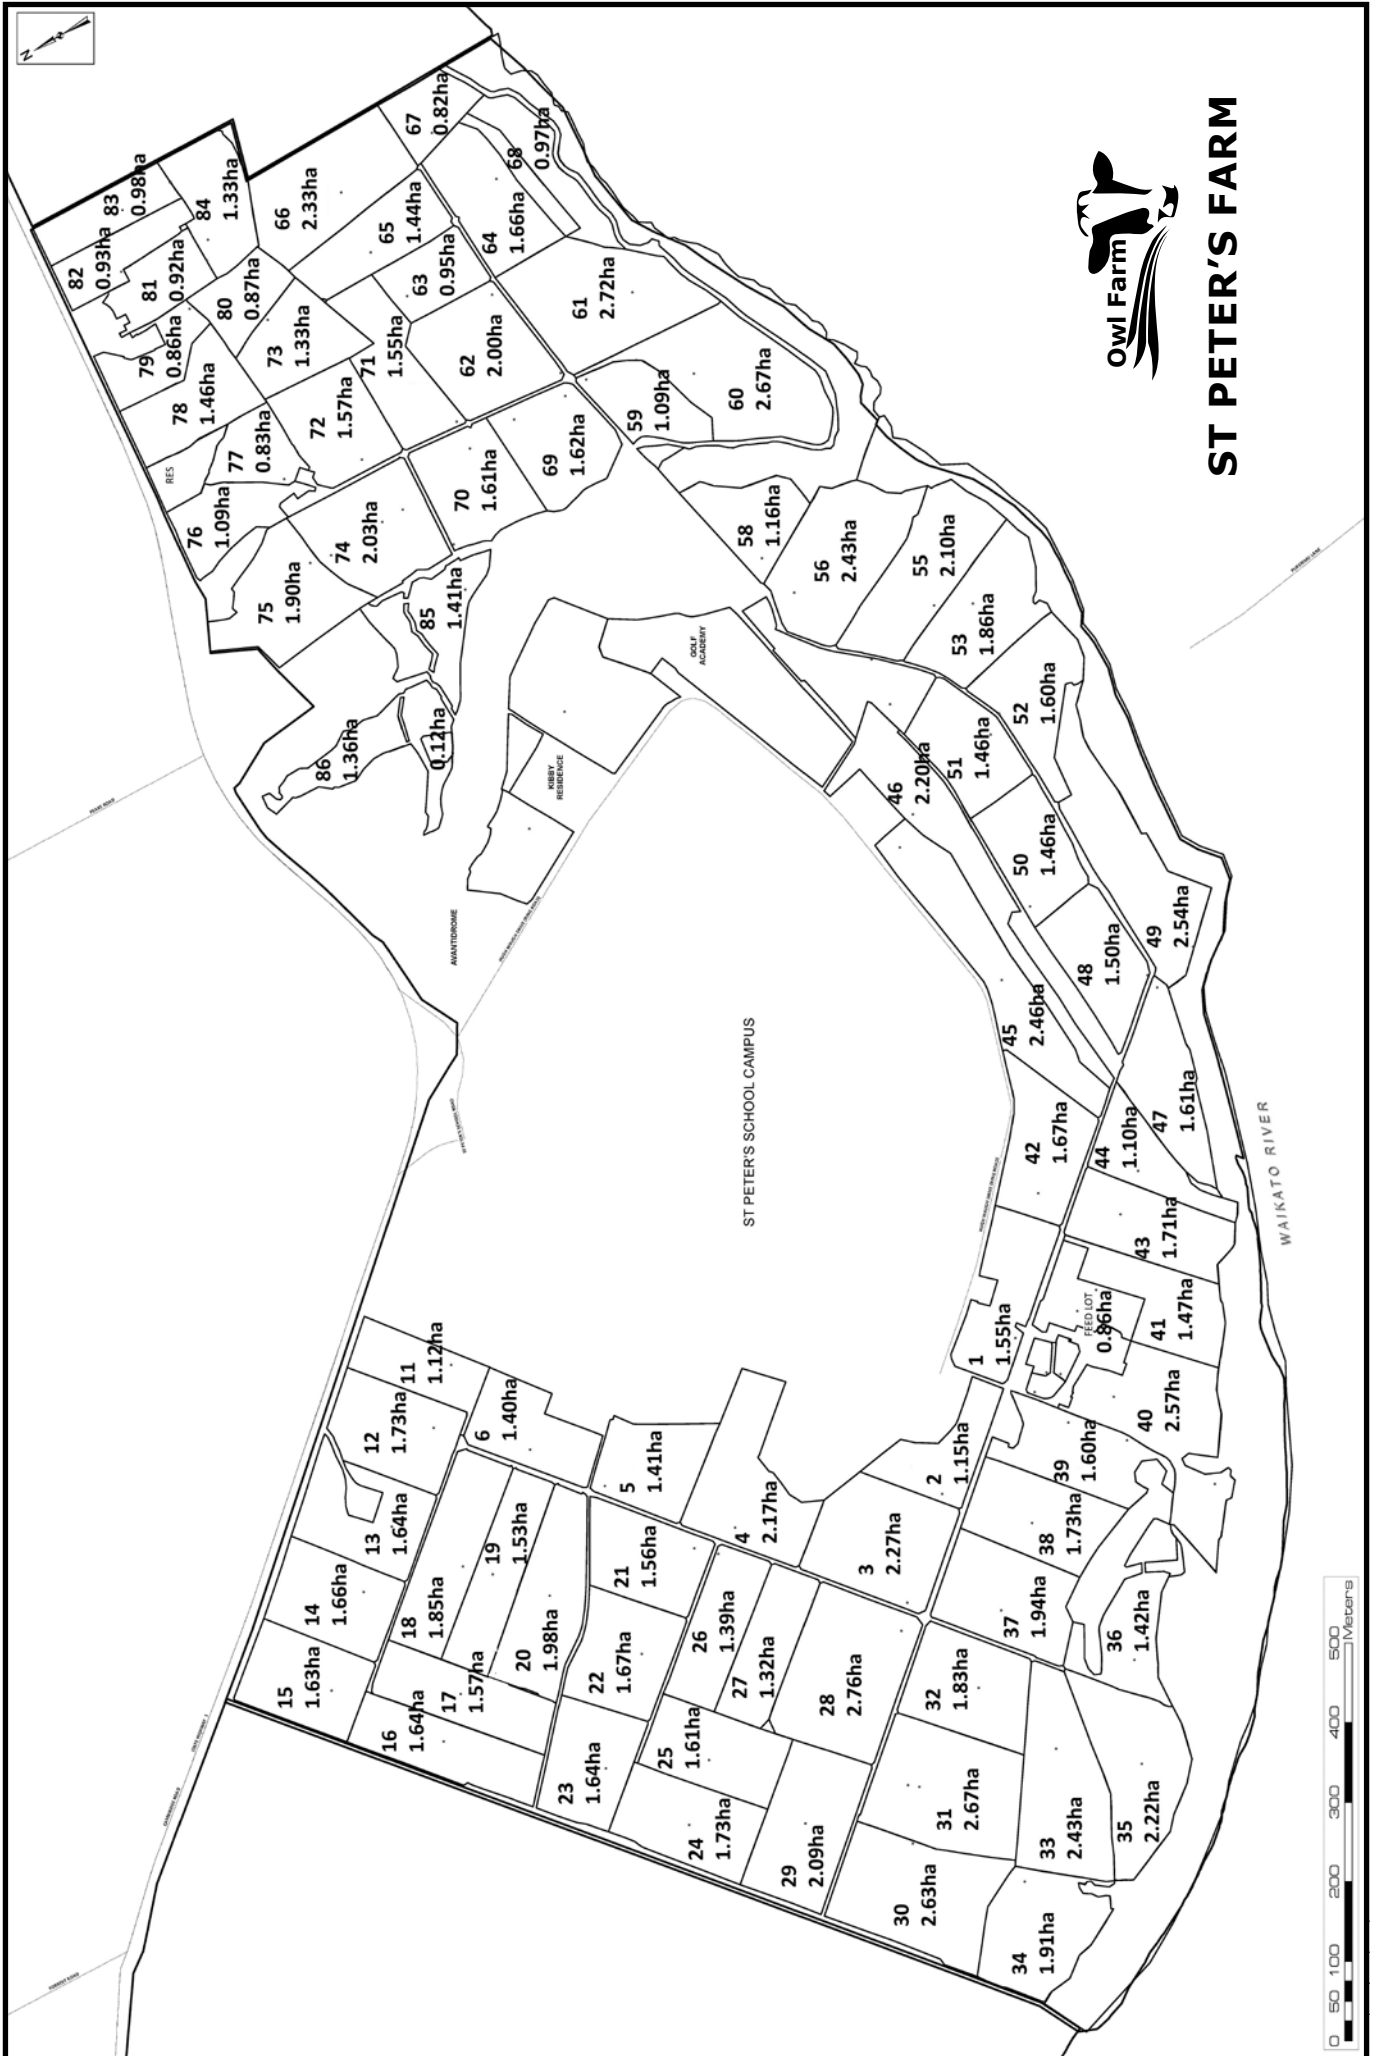 N
15
1.63ha
14
1.66ha
13
1.64ha
12
1.73ha
11
1.12ha
16
1.64ha
17
1.57ha
18
1.85ha
19
1.53ha
20
1.98ha
6
1.40ha
23
1.64ha
22
1.67ha
21
1.56ha
5
1.41ha
24
1.73ha
25
1.61ha
26
1.39ha
27
1.32ha
4
2.17ha
29
2.09ha
28
2.76ha
3
2.27ha
2
1.15ha
1
1.55ha
30
2.63ha
31
2.67ha
32
1.83ha
37
1.94ha
38
1.73ha
39
1.60ha
40
2.57ha
FEED LOT
0.86ha
41
1.47ha
43
1.71ha
34
1.91ha
33
2.43ha
35
2.22ha
36
1.42ha
42
1.67ha
44
1.10ha
47
1.61ha
45
2.46ha
48
1.50ha
49
2.54ha
46
2.20ha
50
1.46ha
51
1.46ha
52
1.60ha
53
1.86ha
55
2.10ha
56
2.43ha
58
1.16ha
ST PETER'S SCHOOL CAMPUS
AVANTIDROME
KIBBY
RESIDENCE
GOLF
ACADEMY
86
1.36ha
0.12ha
85
1.41ha
75
1.90ha
74
2.03ha
76
1.09ha
RES
77
0.83ha
78
1.46ha
79
0.86ha
82
0.93ha
81
0.92ha
83
0.98ha
84
1.33ha
80
0.87ha
73
1.33ha
72
1.57ha
71
1.55ha
70
1.61ha
69
1.62ha
62
2.00ha
63
0.95ha
65
1.44ha
66
2.33ha
67
0.82ha
68
0.97ha
64
1.66ha
61
2.72ha
59
1.09ha
60
2.67ha
WAIKATO RIVER
0 50 100 200 300 400 500
Meters
Owl Farm
ST PETER'S FARM